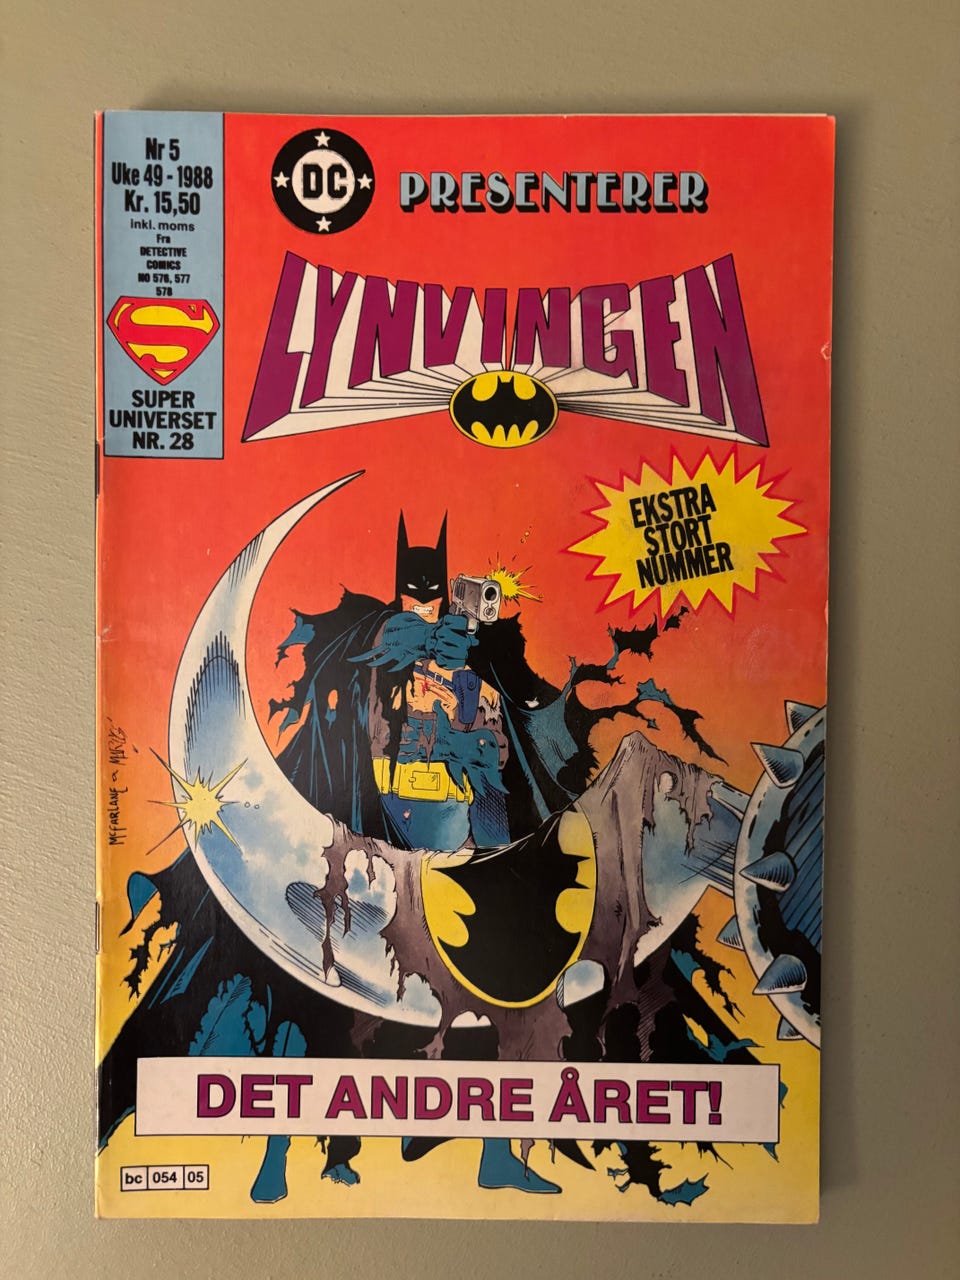 Nr 5
Uke 49 - 1988
Kr. 15,50
inkl. moms
Fra
DETECTIVE
COMICS
NO 576, 577
578
S
SUPER
UNIVERSET
NR. 28
DC
PRESENTERER
LYNVINGEN
EKSTRA
STORT
NUMMER
McFARLANE
DET ANDRE ÅRET!
bc 054 05